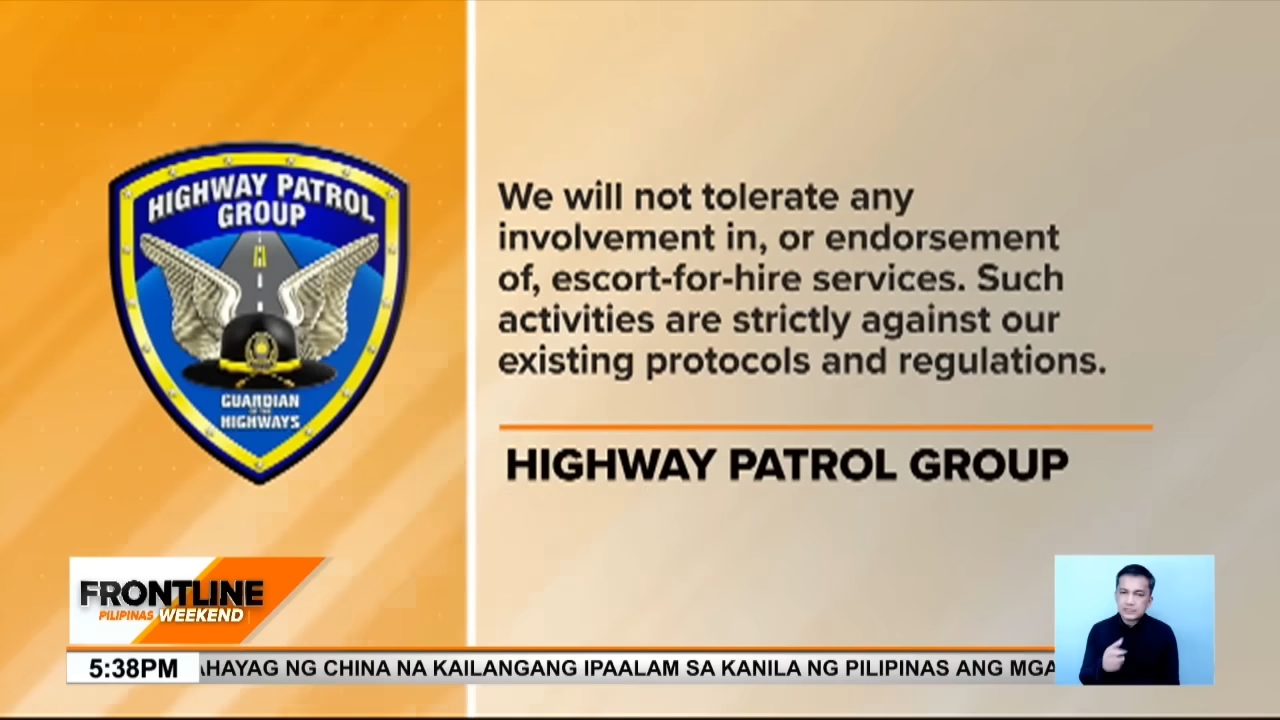 HIGHWAY PATROL
GROUP
GUARDIAN
OF THE
HIGHWAYS
We will not tolerate any
involvement in, or endorsement
of, escort-for-hire services. Such
activities are strictly against our
existing protocols and regulations.
HIGHWAY PATROL GROUP
FRONTLINE
PILIPINAS WEEKEND
5:38PM
AHAYAG NG CHINA NA KAILANGANG IPAALAM SA KANILA NG PILIPINAS ANG MGA